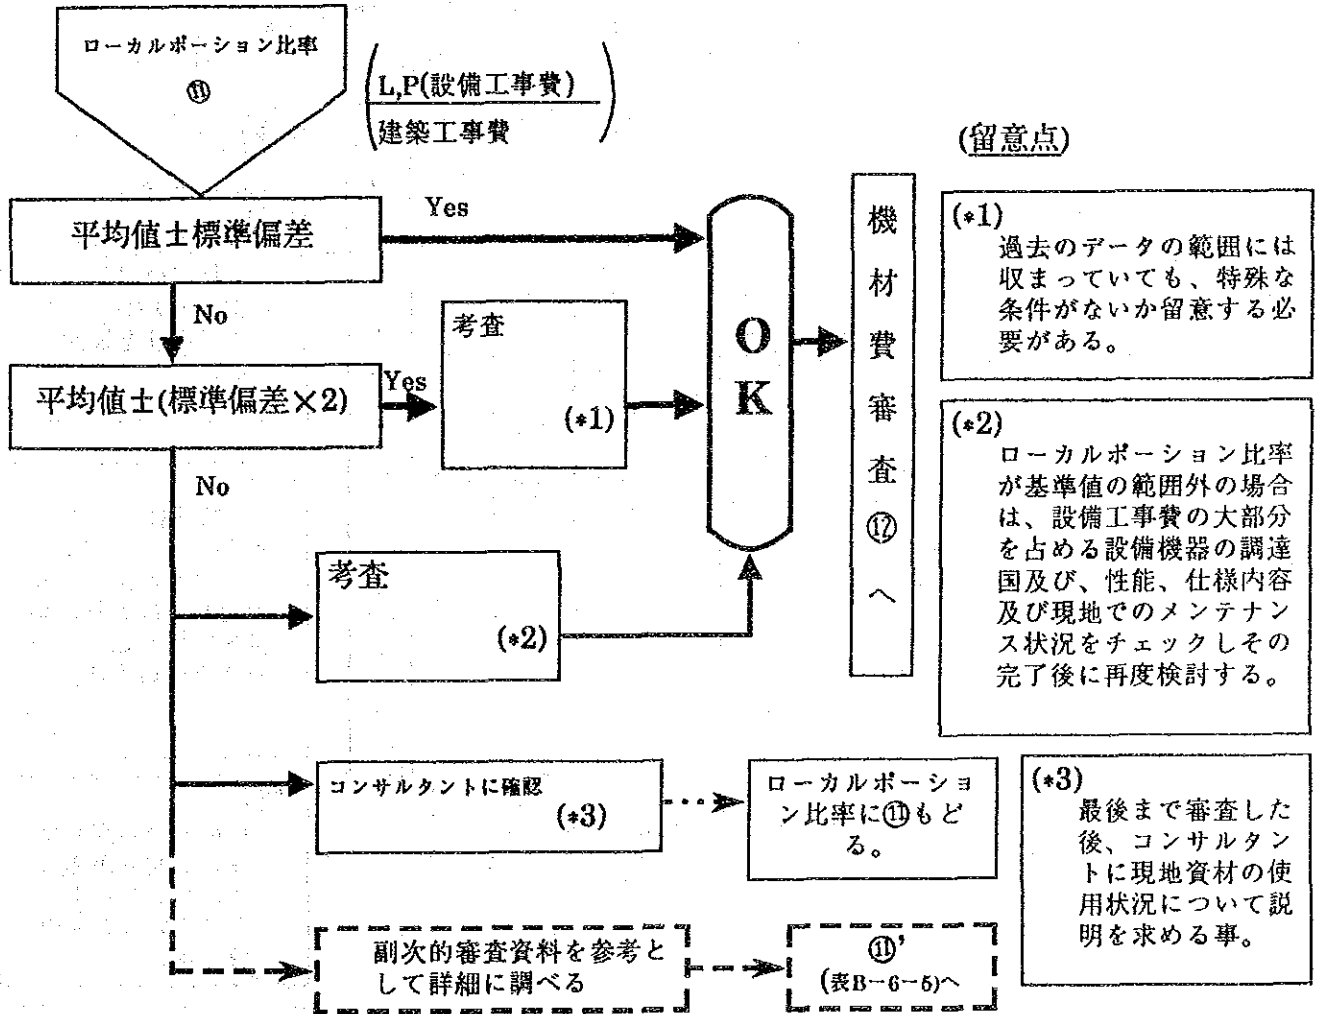 ローカルポーション比率
⑪
L,P(設備工事費)
建築工事費
(留意点)
平均値士標準偏差
Yes
No
平均値士(標準偏差×2)
Yes
No
考査
(*1)
考査
(*2)
コンサルタントに確認
(*3)
ローカルポーショ
ン比率に⑪もど
る。
副次的審査資料を参考と
して詳細に調べる
⑪'
(表B-6-5)へ
O
K
機
材
費
審
査
⑫
へ
(*1)
過去のデータの範囲には
収まっていても、特殊な
条件がないか留意する必
要がある。
(*2)
ローカルポーション比率
が基準値の範囲外の場合
は、設備工事費の大部分
を占める設備機器の調達
国及び、性能、仕様内容
及び現地でのメンテナン
ス状況をチェックしその
完了後に再度検討する。
(*3)
最後まで審査した
後、コンサルタン
トに現地資材の使
用状況について説
明を求める事。